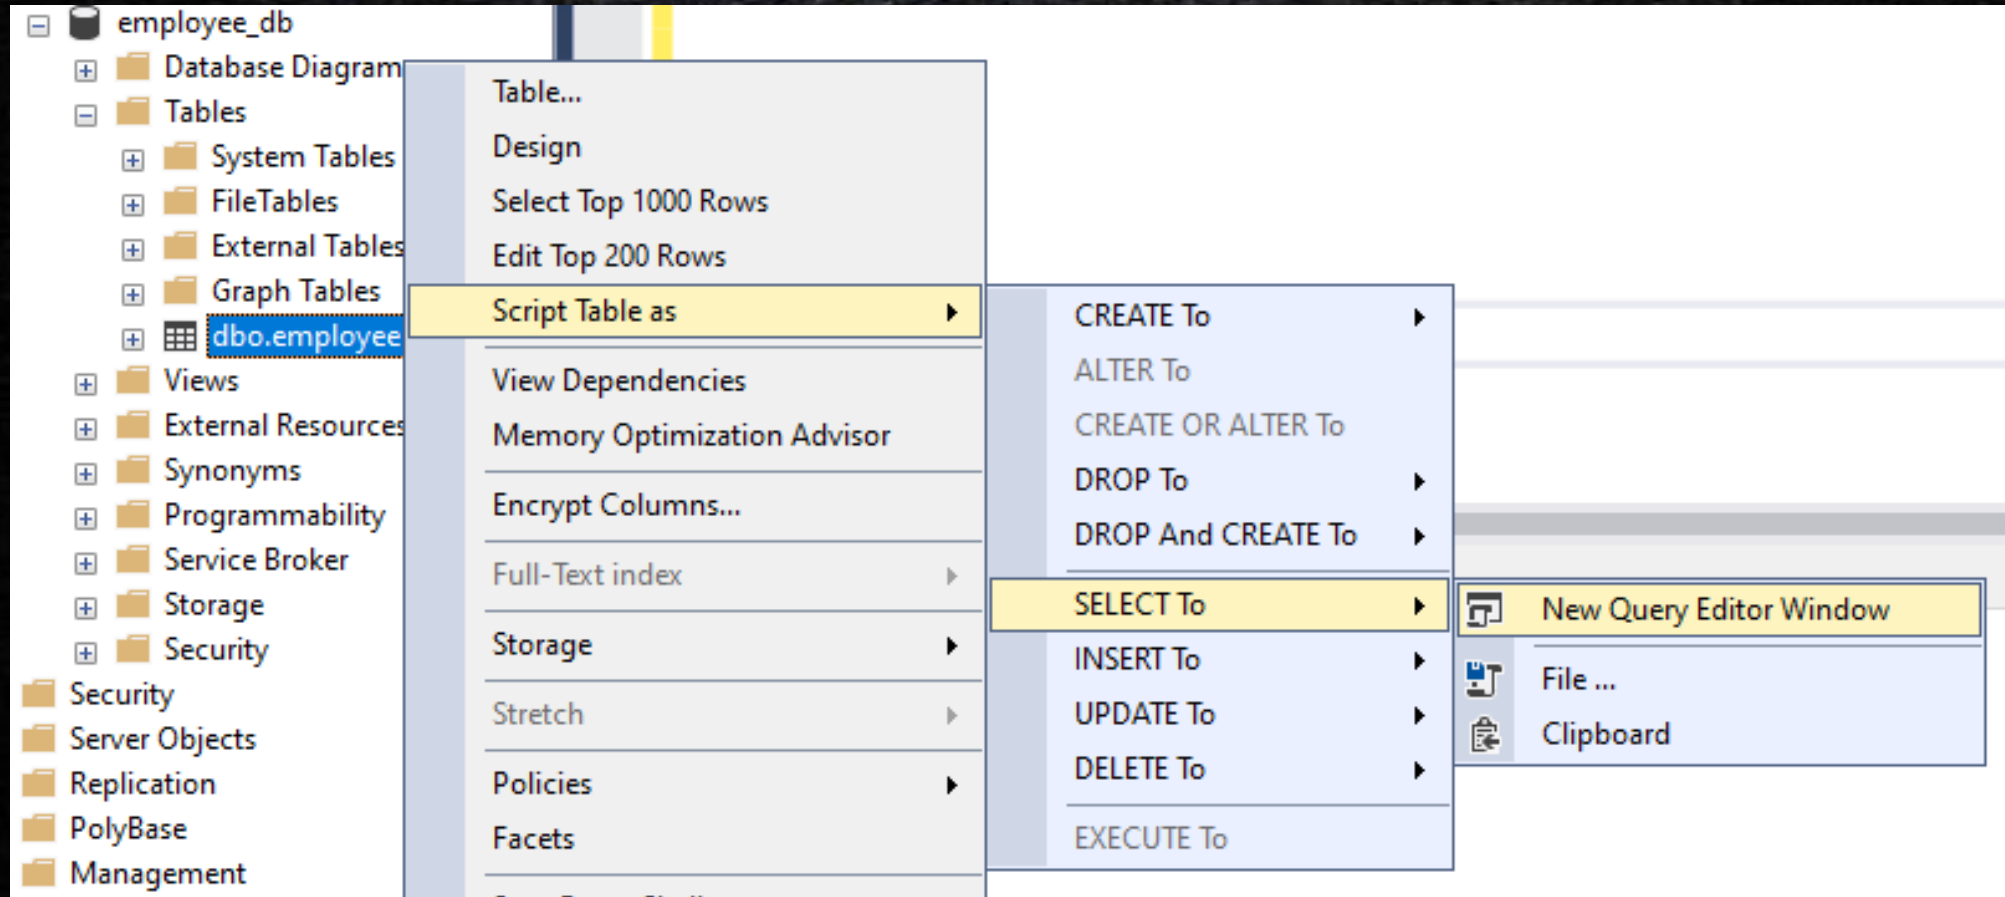 employee_db
Database Diagram
Tables
System Tables
FileTables
External Tables
Graph Tables
dbo.employee
Views
External Resources
Synonyms
Programmability
Service Broker
Storage
Security
Security
Server Objects
Replication
PolyBase
Management
Table...
Design
Select Top 1000 Rows
Edit Top 200 Rows
Script Table as
View Dependencies
Memory Optimization Advisor
Encrypt Columns...
Full-Text index
Storage
Stretch
Policies
Facets
CREATE To
ALTER To
CREATE OR ALTER To
DROP To
DROP And CREATE To
SELECT To
INSERT To
UPDATE To
DELETE To
EXECUTE To
New Query Editor Window
File ...
Clipboard